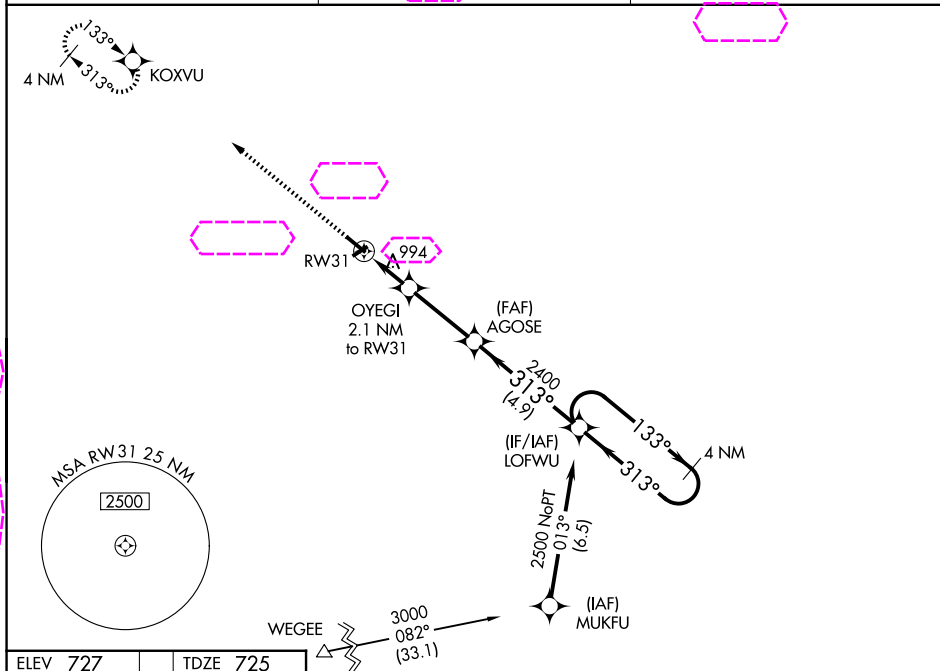 133°
313°
4 NM
KOXVU
994
RW31
OYEGI
2.1 NM
to RW31
(FAF)
AGOSE
2400
313°
(4.9)
(IF/IAF)
LOFWU
133°
313°
4 NM
MSA RW31 25 NM
2500
2500 NoPT
013°
(6.5)
(IAF)
MUKFU
WEGEE
3000
082°
(33.1)
ELEV 727
TDZE 725